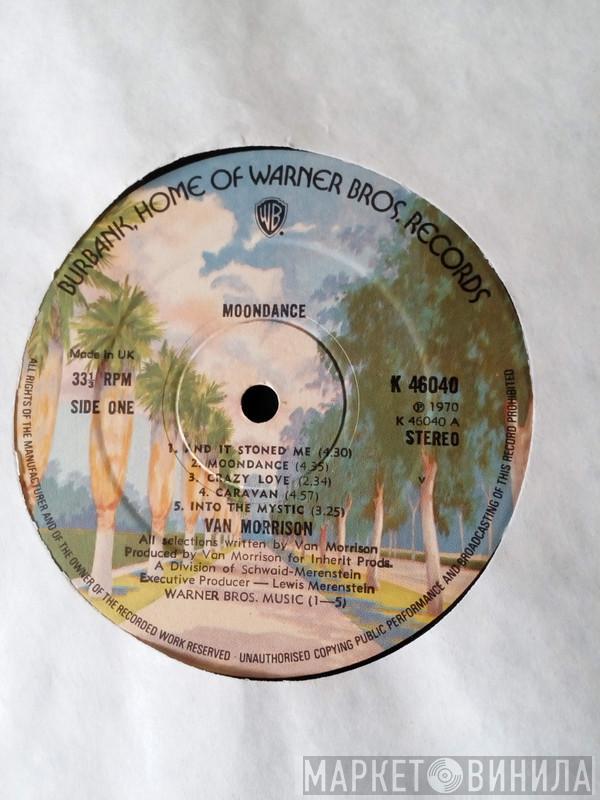 BURBANK, HOME OF WARNER BROS. RECORDS
WB
MOONDANCE
Made in UK
33⅓ RPM
SIDE ONE
K 46040
℗ 1970
K 46040 A
STEREO
1. AND IT STONED ME (4.30)
2. MOONDANCE (4.35)
3. CRAZY LOVE (2.34)
4. CARAVAN (4.57)
5. INTO THE MYSTIC (3.25)
V
VAN MORRISON
All selections written by Van Morrison
Produced by Van Morrison for Inherit Prods.
A Division of Schwaid-Merenstein
Executive Producer — Lewis Merenstein
WARNER BROS. MUSIC (1—5)
ALL RIGHTS OF THE MANUFACTURER AND OF THE OWNER OF THE RECORDED WORK RESERVED · UNAUTHORISED COPYING PUBLIC PERFORMANCE AND BROADCASTING OF THIS RECORD PROHIBITED
МАРКЕТ ВИНИЛА